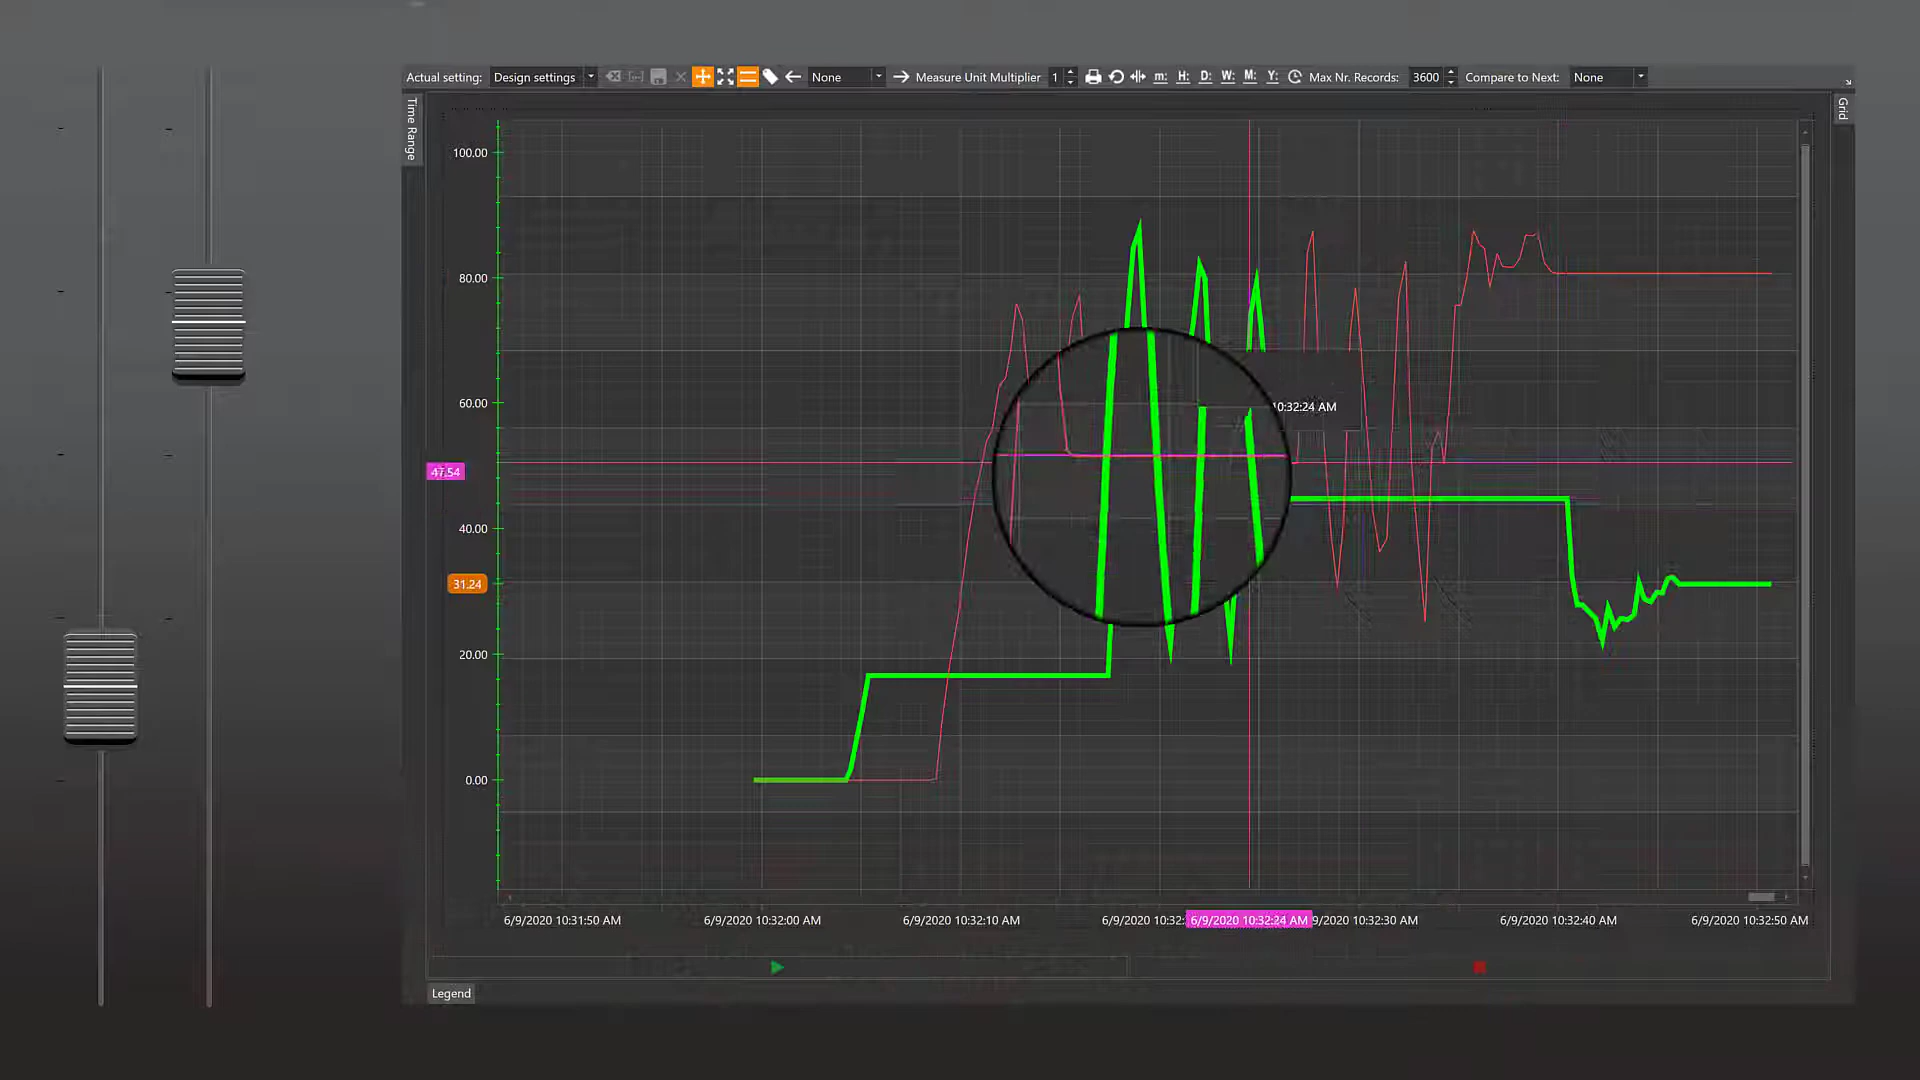 Actual setting: Design settings None Measure Unit Multiplier 1 m: H: D: W: M: Y: Max Nr. Records: 3600 Compare to Next: None
Time Range
Grid
100.00
80.00
60.00
10:32:24 AM
47.54
40.00
31.24
20.00
0.00
6/9/2020 10:31:50 AM 6/9/2020 10:32:00 AM 6/9/2020 10:32:10 AM 6/9/2020 10:32: 6/9/2020 10:32:24 AM 9/2020 10:32:30 AM 6/9/2020 10:32:40 AM 6/9/2020 10:32:50 AM
Legend